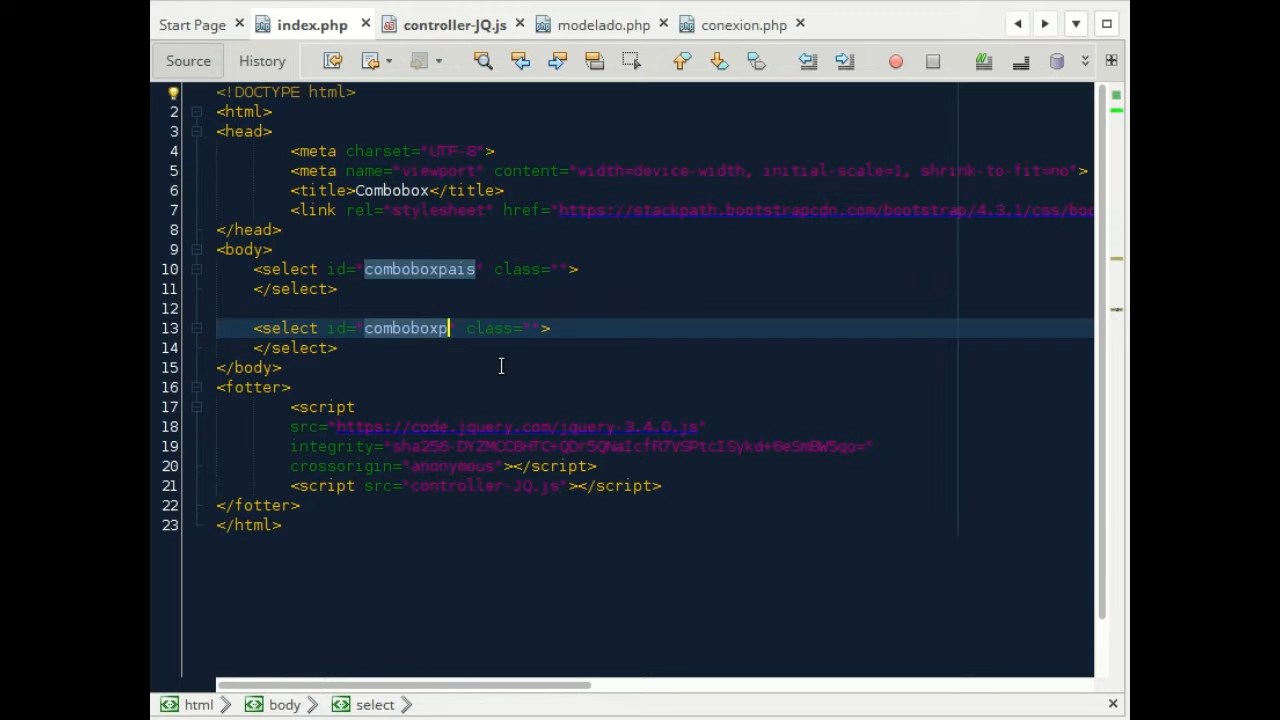 Start Page index.php controller-JQ.js modelado.php conexion.php
Source History
<!DOCTYPE html>
2 <html>
3 <head>
4 <meta charset="UTF-8">
5 <meta name="viewport" content="width=device-width, initial-scale=1, shrink-to-fit=no">
6 <title>Combobox</title>
7 <link rel="stylesheet" href="https://stackpath.bootstrapcdn.com/bootstrap/4.3.1/css/boo
8 </head>
9 <body>
10 <select id="comboboxpais" class="">
11 </select>
12
13 <select id="comboboxp" class="">
14 </select>
15 </body>
16 <fotter>
17 <script
18 src="https://code.jquery.com/jquery-3.4.0.js"
19 integrity=
20 crossorigin="anonymous"></script>
21 <script src="controller-JQ.js"></script>
22 </fotter>
23 </html>
html body select